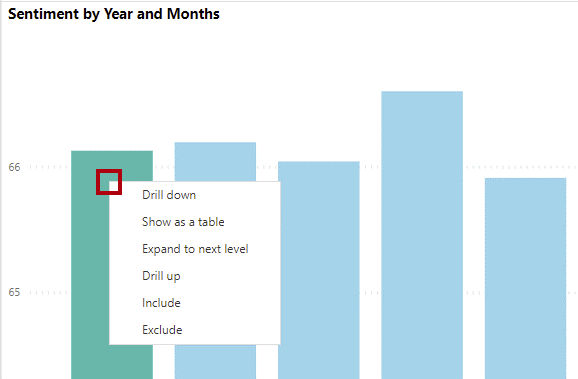 Sentiment by Year and Months
66
Drill down
Show as a table
Expand to next level
Drill up
65
Include
Exclude